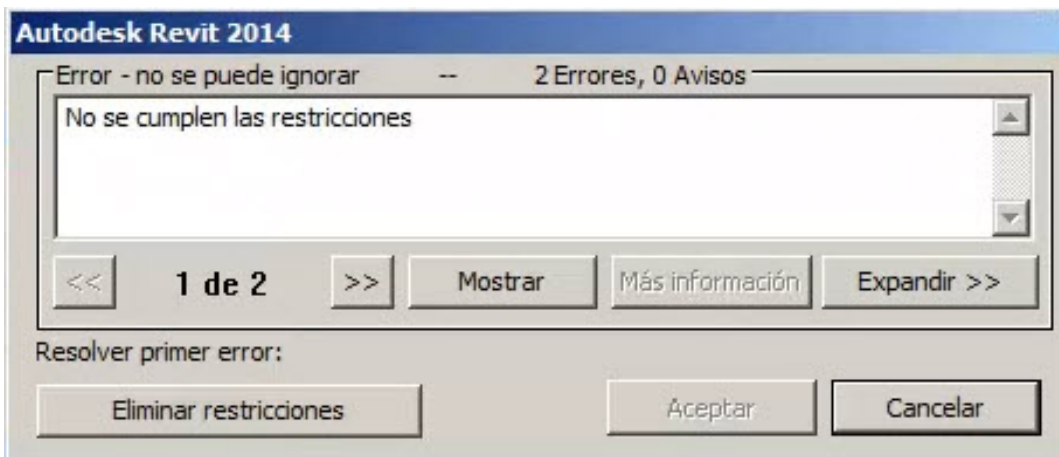 Autodesk Revit 2014
Error - no se puede ignorar -- 2 Errores, 0 Avisos
No se cumplen las restricciones
<< 1 de 2 >> Mostrar Más información Expandir >>
Resolver primer error:
Eliminar restricciones Aceptar Cancelar